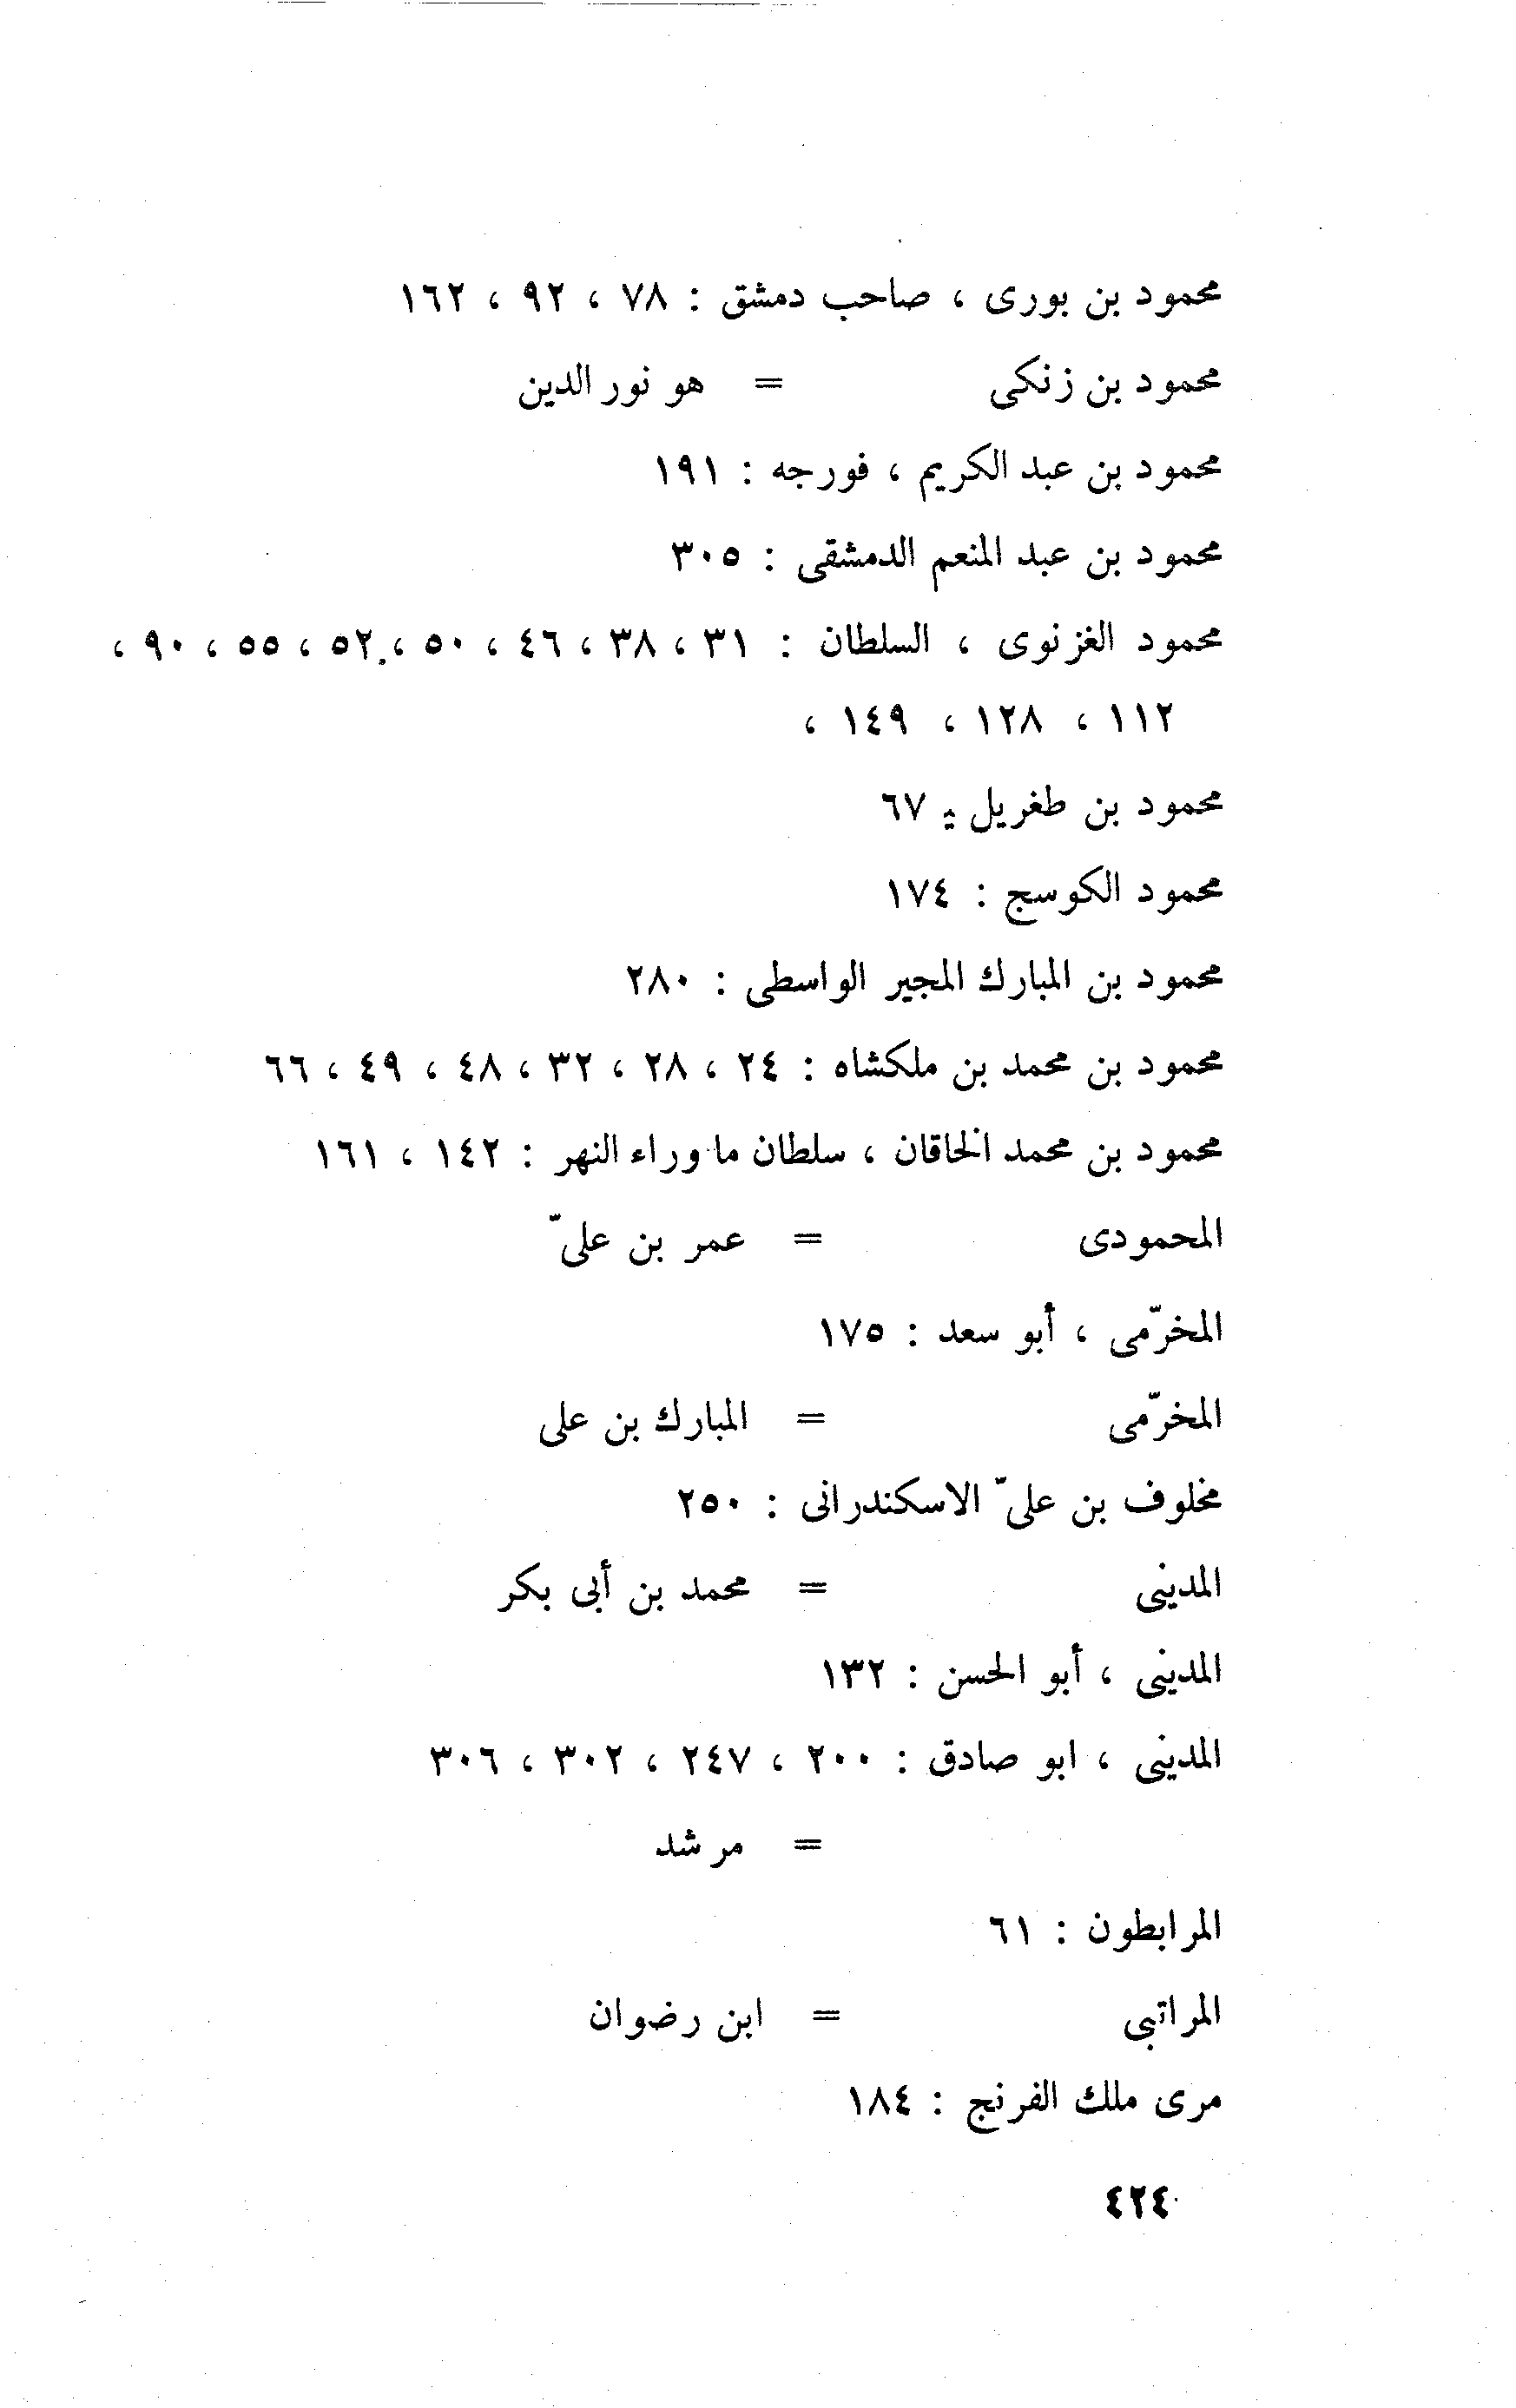 محمود بن بورى ، صاحب دمشق : ٧٨ ، ٩٢ ، ١٦٢
محمود بن زنكى = هو نور الدين
محمود بن عبد الكريم ، فورجه : ١٩١
محمود بن عبد المنعم الدمشقى : ٣٠٥
محمود الغزنوى ، السلطان : ٣١ ، ٣٨ ، ٤٦ ، ٥٠ ، ٥٢ ، ٥٥ ، ٩٠ ،
١١٢ ، ١٢٨ ، ١٤٩ ،
محمود بن طغريل : ٦٧
محمود الكوسج : ١٧٤
محمود بن المبارك المجير الواسطى : ٢٨٠
محمود بن محمد بن ملكشاه : ٢٤ ، ٢٨ ، ٣٢ ، ٤٨ ، ٤٩ ، ٦٦
محمود بن محمد الخاقان ، سلطان ما وراء النهر : ١٤٢ ، ١٦١
المحمودى = عمر بن علىّ
المخرّمى ، أبو سعد : ١٧٥
المخرّمى = المبارك بن على
مخلوف بن علىّ الاسكندرانى : ٢٥٠
المدينى = محمد بن أبى بكر
المدينى ، أبو الحسن : ١٣٢
المدينى ، ابو صادق : ٢٠٠ ، ٢٤٧ ، ٣٠٢ ، ٣٠٦
= مرشد
المرابطون : ٦١
المراتبى = ابن رضوان
مرى ملك الفرنج : ١٨٤
٤٢٤